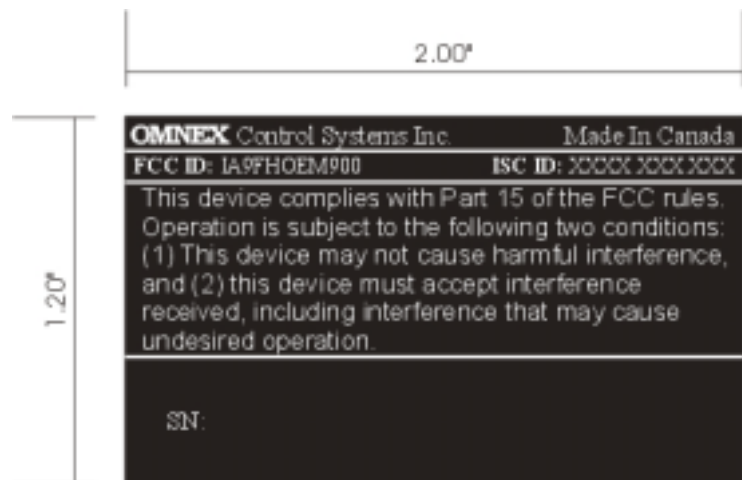 2.00"
OMNEX Control Systems Inc. Made In Canada
FCC ID: IA9FHOEM900 ISC ID: XXXX XXX XXX
1.20"
This device complies with Part 15 of the FCC rules.
Operation is subject to the following two conditions:
(1) This device may not cause harmful interference,
and (2) this device must accept interference
received, including interference that may cause
undesired operation.
SN: